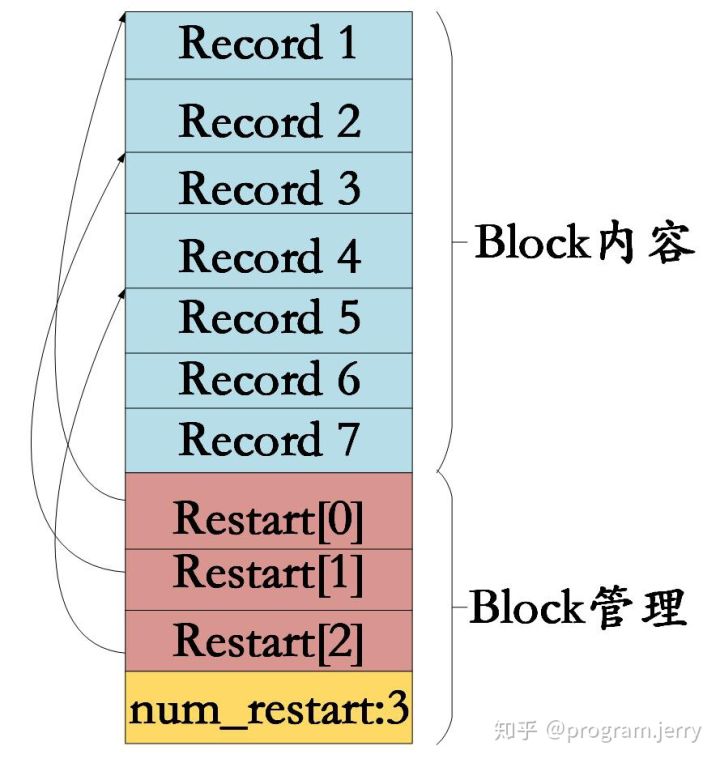 Record 1
Record 2
Record 3
Record 4
Record 5
Record 6
Record 7
Block内容
Restart[0]
Restart[1]
Restart[2]
num_restart:3
Block管理
知乎 @program.jerry